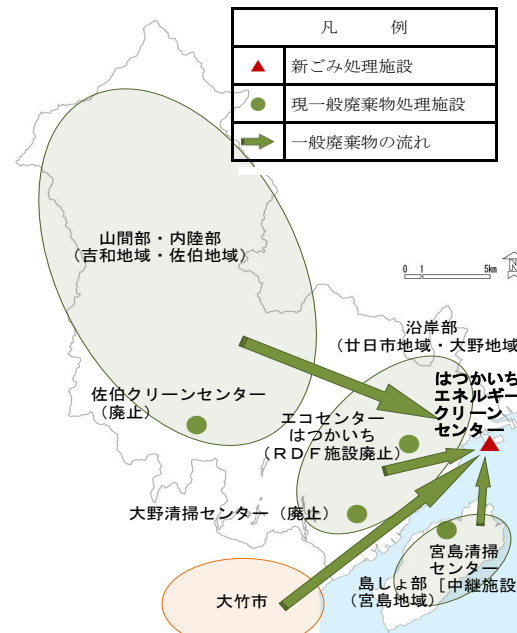 凡　例
新ごみ処理施設
現一般廃棄物処理施設
一般廃棄物の流れ
山間部・内陸部
（吉和地域・佐伯地域）
0 1 5km
N
沿岸部
（廿日市地域・大野地域
はつかいち
エネルギー
クリーン
センター
佐伯クリーンセンター
（廃止）
エコセンター
はつかいち
（ＲＤＦ施設廃止）
大野清掃センター（廃止）
宮島清掃
センター
［中継施設
島しょ部
（宮島地域）
大竹市